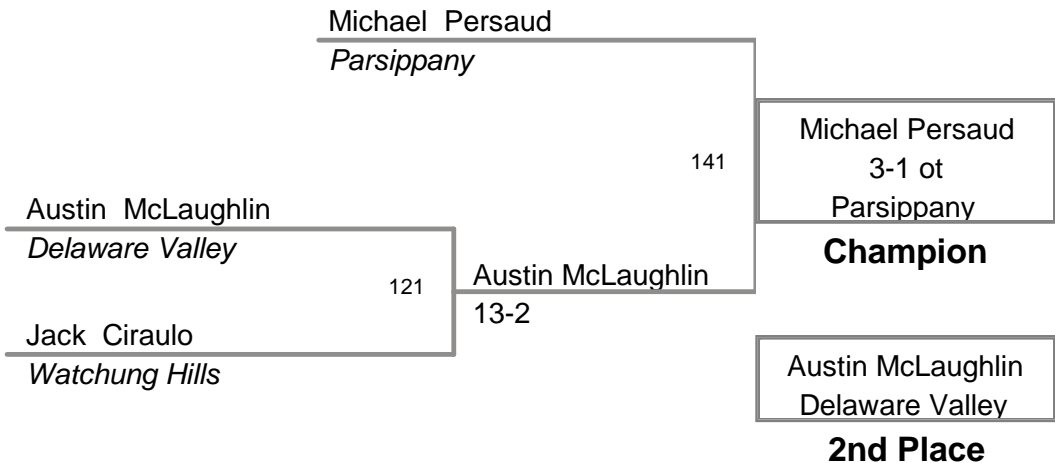 Michael Persaud
Parsippany
141
Michael Persaud
3-1 ot
Parsippany
Champion
Austin McLaughlin
Delaware Valley
121
Austin McLaughlin
13-2
Jack Ciraulo
Watchung Hills
Austin McLaughlin
Delaware Valley
2nd Place